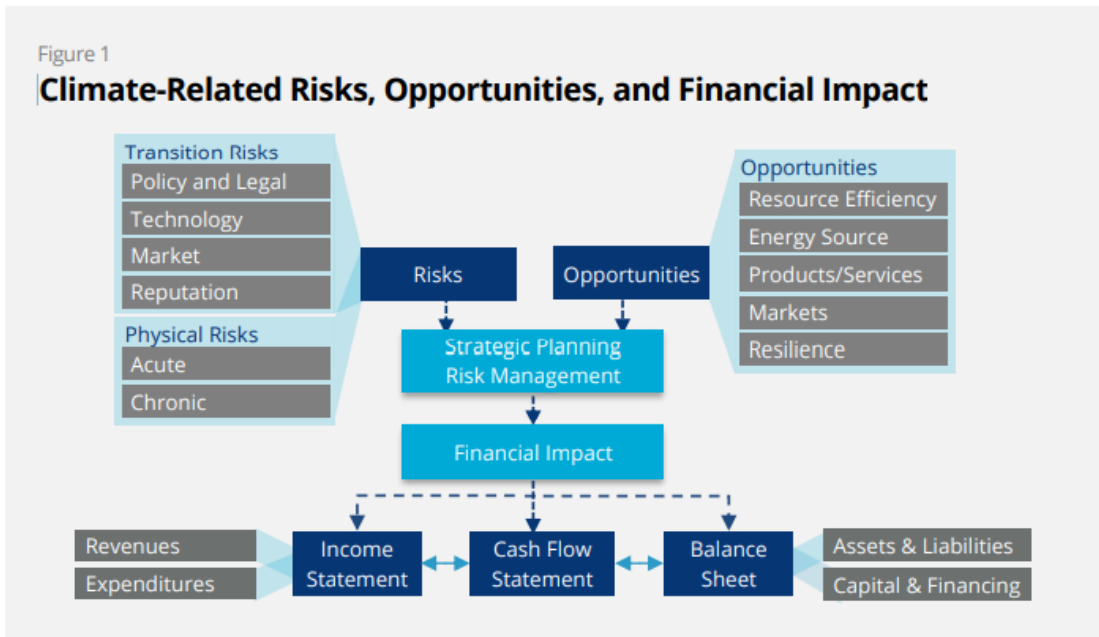 Figure 1
Climate-Related Risks, Opportunities, and Financial Impact
Transition Risks
Policy and Legal
Technology
Market
Reputation
Physical Risks
Acute
Chronic
Risks
Opportunities
Opportunities
Resource Efficiency
Energy Source
Products/Services
Markets
Resilience
Strategic Planning
Risk Management
Financial Impact
Revenues
Expenditures
Income
Statement
Cash Flow
Statement
Balance
Sheet
Assets & Liabilities
Capital & Financing